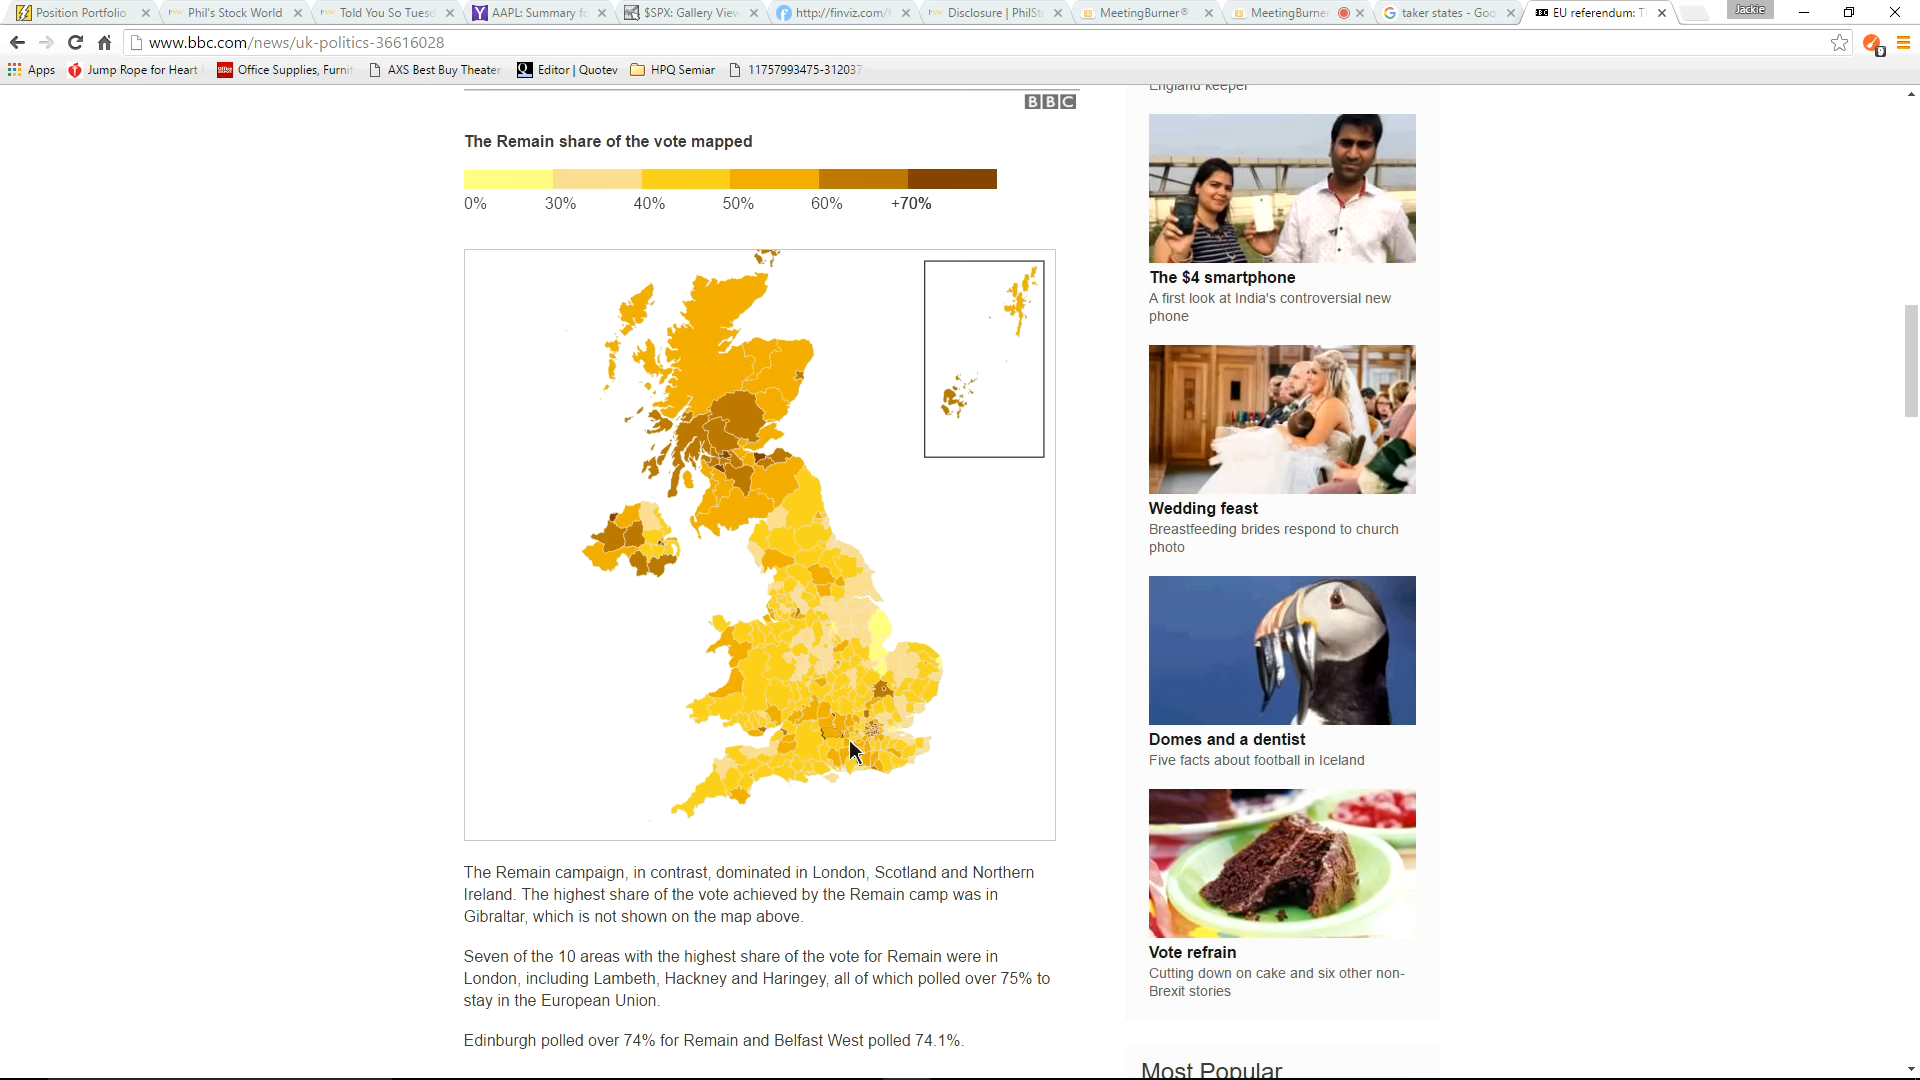 Position Portfolio
Phil's Stock World
Told You So Tuesd
AAPL: Summary fo
$SPX: Gallery View
http://finviz.com/
Disclosure | PhilSt
MeetingBurner®
MeetingBurner
taker states - Goo
EU referendum: T
Jackie
www.bbc.com/news/uk-politics-36616028
9
Apps
Jump Rope for Heart
Office Supplies, Furnit
AXS Best Buy Theater
Editor | Quotev
HPQ Semiar
11757993475-312037
BBC
The Remain share of the vote mapped
0% 30% 40% 50% 60% +70%
The Remain campaign, in contrast, dominated in London, Scotland and Northern
Ireland. The highest share of the vote achieved by the Remain camp was in
Gibraltar, which is not shown on the map above.
Seven of the 10 areas with the highest share of the vote for Remain were in
London, including Lambeth, Hackney and Haringey, all of which polled over 75% to
stay in the European Union.
Edinburgh polled over 74% for Remain and Belfast West polled 74.1%.
England keeper
The $4 smartphone
A first look at India's controversial new
phone
Wedding feast
Breastfeeding brides respond to church
photo
Domes and a dentist
Five facts about football in Iceland
Vote refrain
Cutting down on cake and six other non-
Brexit stories
Most Popular